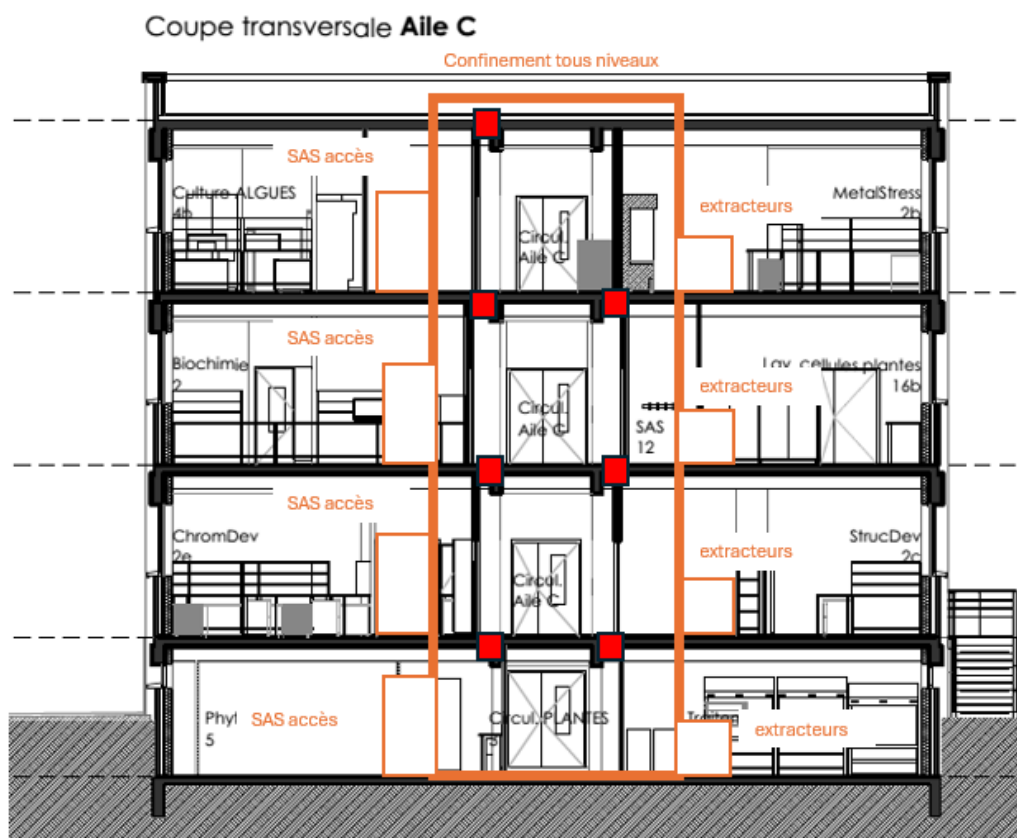 Coupe transversale Aile C
Confinement tous niveaux
SAS accès
Culture ALGUES
4b
Circul.
Aile C
extracteurs
MetalStress
2b
SAS accès
Biochimie
2
Circul.
Aile C
SAS
12
extracteurs
Lav. cellules plantes
16b
SAS accès
ChromDev
2e
Circul.
Aile C
extracteurs
StrucDev
2c
Phyl
5
SAS accès
Circul. PLANTES
extracteurs